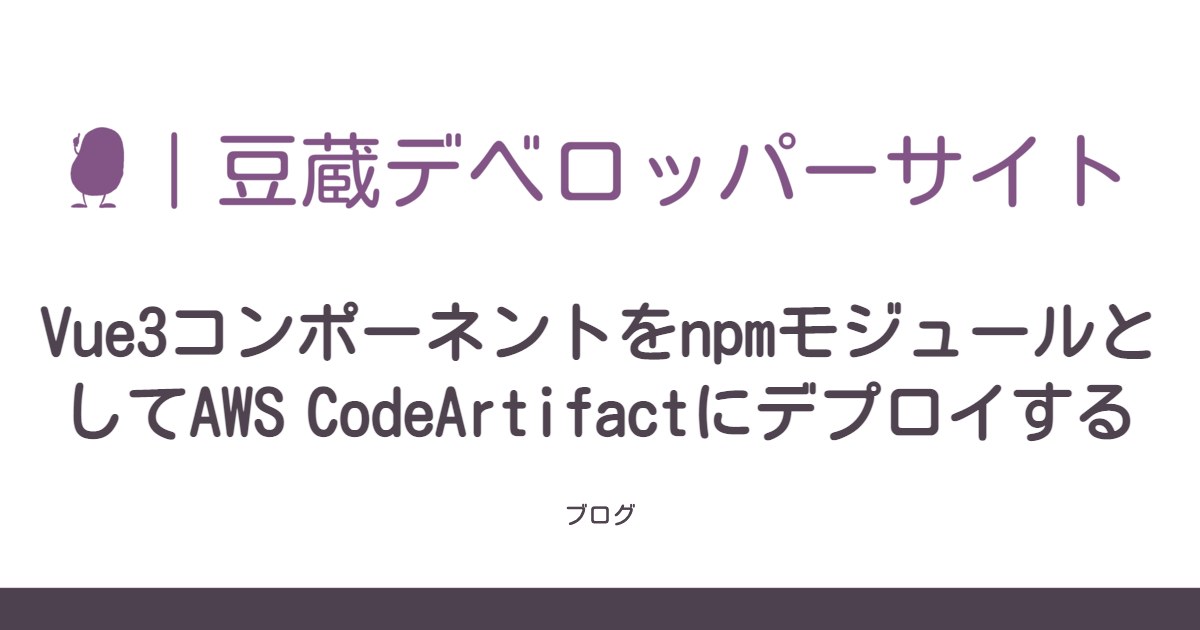 |豆蔵デベロッパーサイト
Vue3コンポーネントをnpmモジュールと
してAWS CodeArtifactにデプロイする
ブログ